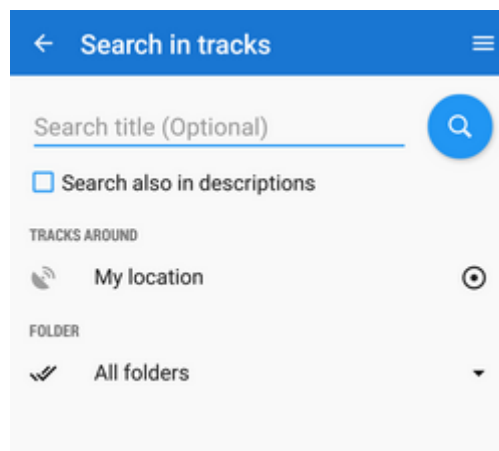 Search in tracks
Search title (Optional)
Search also in descriptions
TRACKS AROUND
My location
FOLDER
All folders